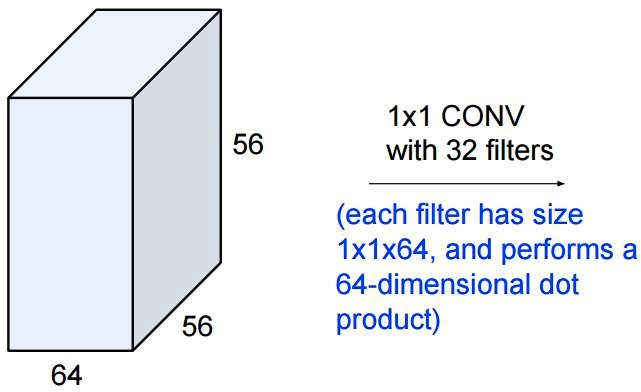 56
56
64
1x1 CONV
with 32 filters
(each filter has size
1x1x64, and performs a
64-dimensional dot
product)